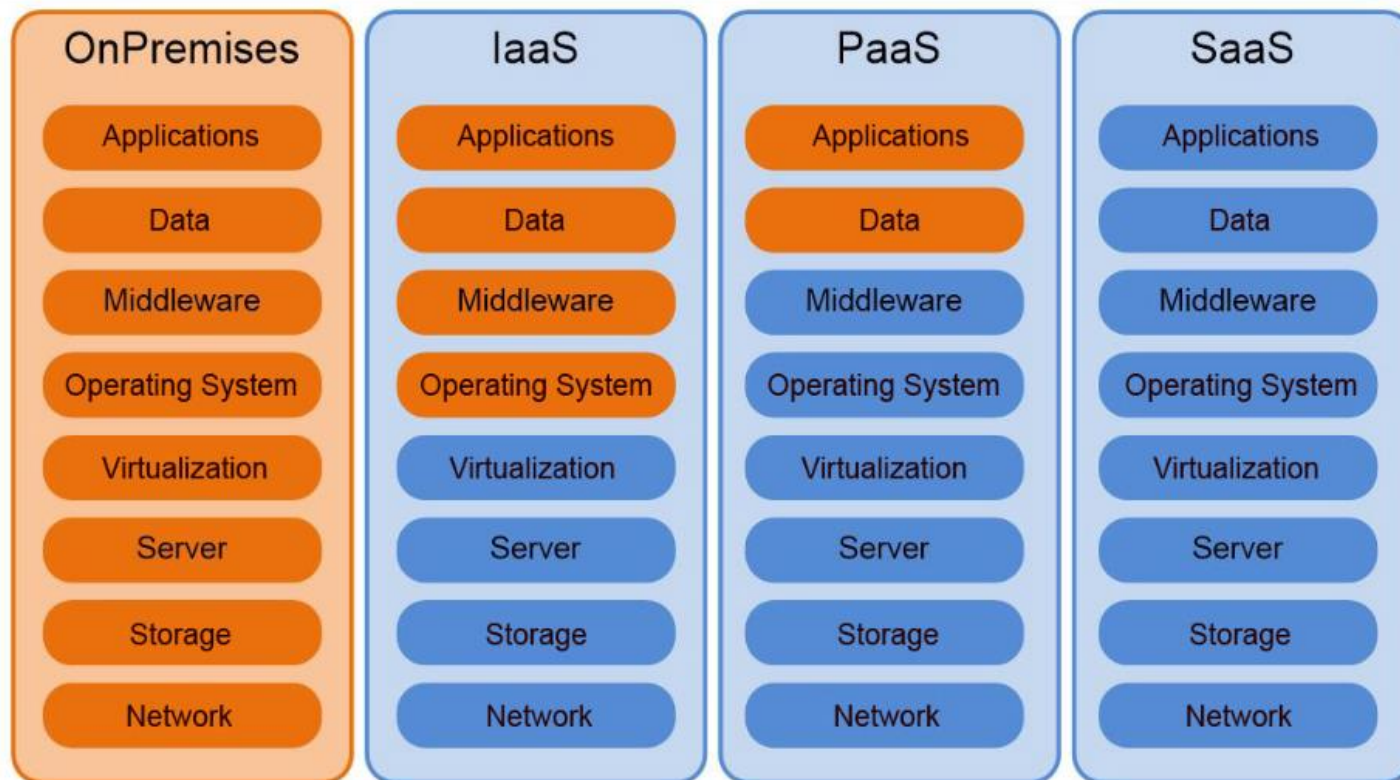 OnPremises
Applications
Data
Middleware
Operating System
Virtualization
Server
Storage
Network
IaaS
Applications
Data
Middleware
Operating System
Virtualization
Server
Storage
Network
PaaS
Applications
Data
Middleware
Operating System
Virtualization
Server
Storage
Network
SaaS
Applications
Data
Middleware
Operating System
Virtualization
Server
Storage
Network